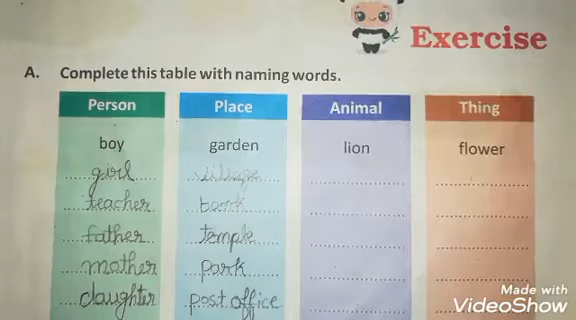 Exercise
A. Complete this table with naming words.
Person Place Animal Thing
boy garden lion flower
girl village
teacher bank
father temple
mother park
daughter post office
Made with
VideoShow